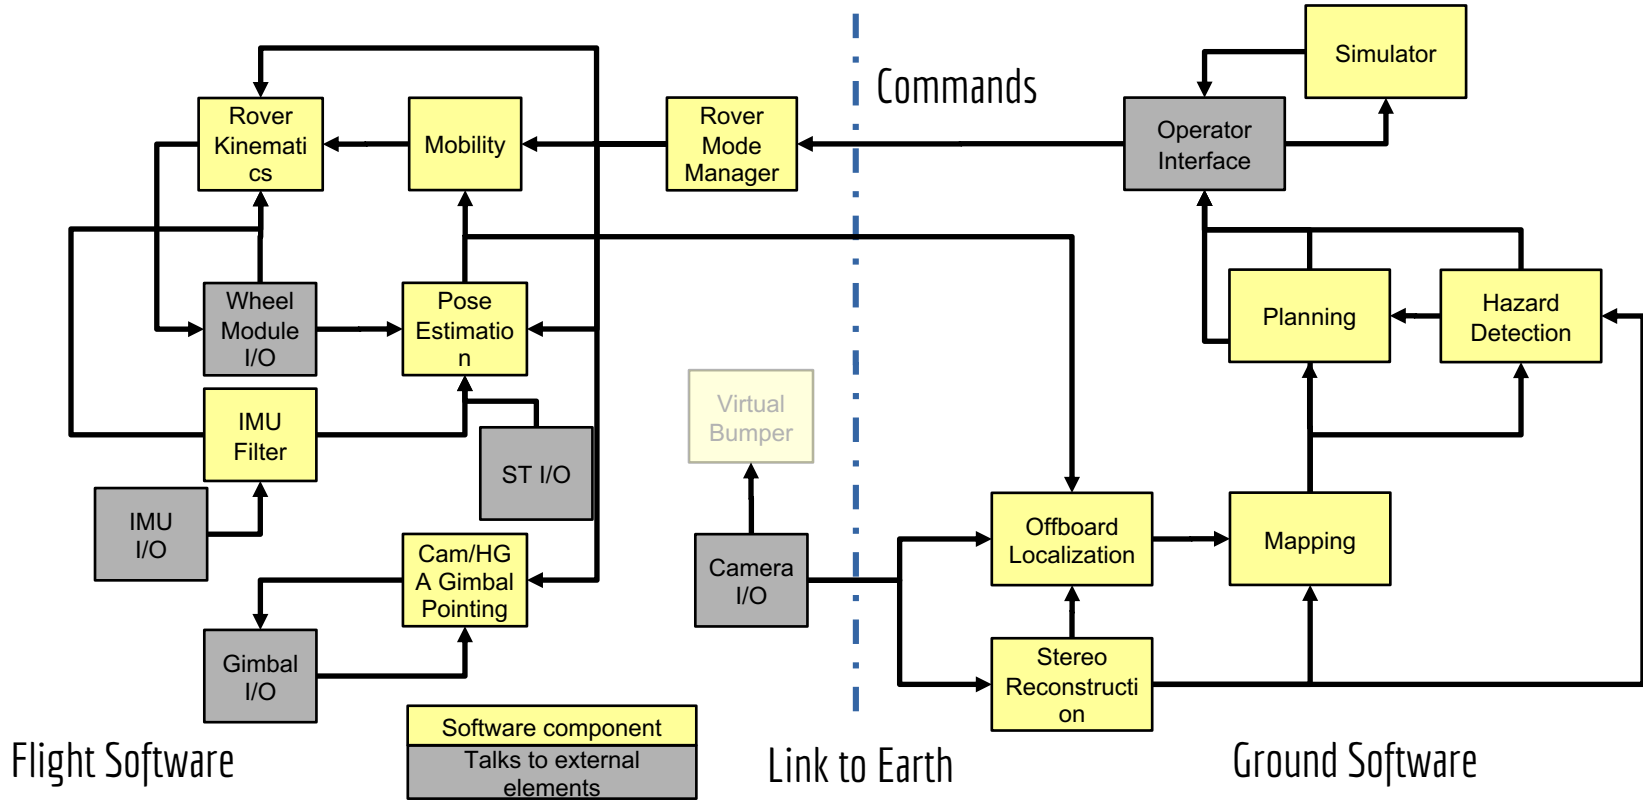 Commands
Simulator
Rover
Kinemati
cs
Mobility
Rover
Mode
Manager
Operator
Interface
Wheel
Module
I/O
Pose
Estimatio
n
Planning
Hazard
Detection
IMU
Filter
Virtual
Bumper
ST I/O
IMU
I/O
Cam/HG
A Gimbal
Pointing
Camera
I/O
Offboard
Localization
Mapping
Gimbal
I/O
Stereo
Reconstructi
on
Software component
Talks to external
elements
Flight Software
Link to Earth
Ground Software